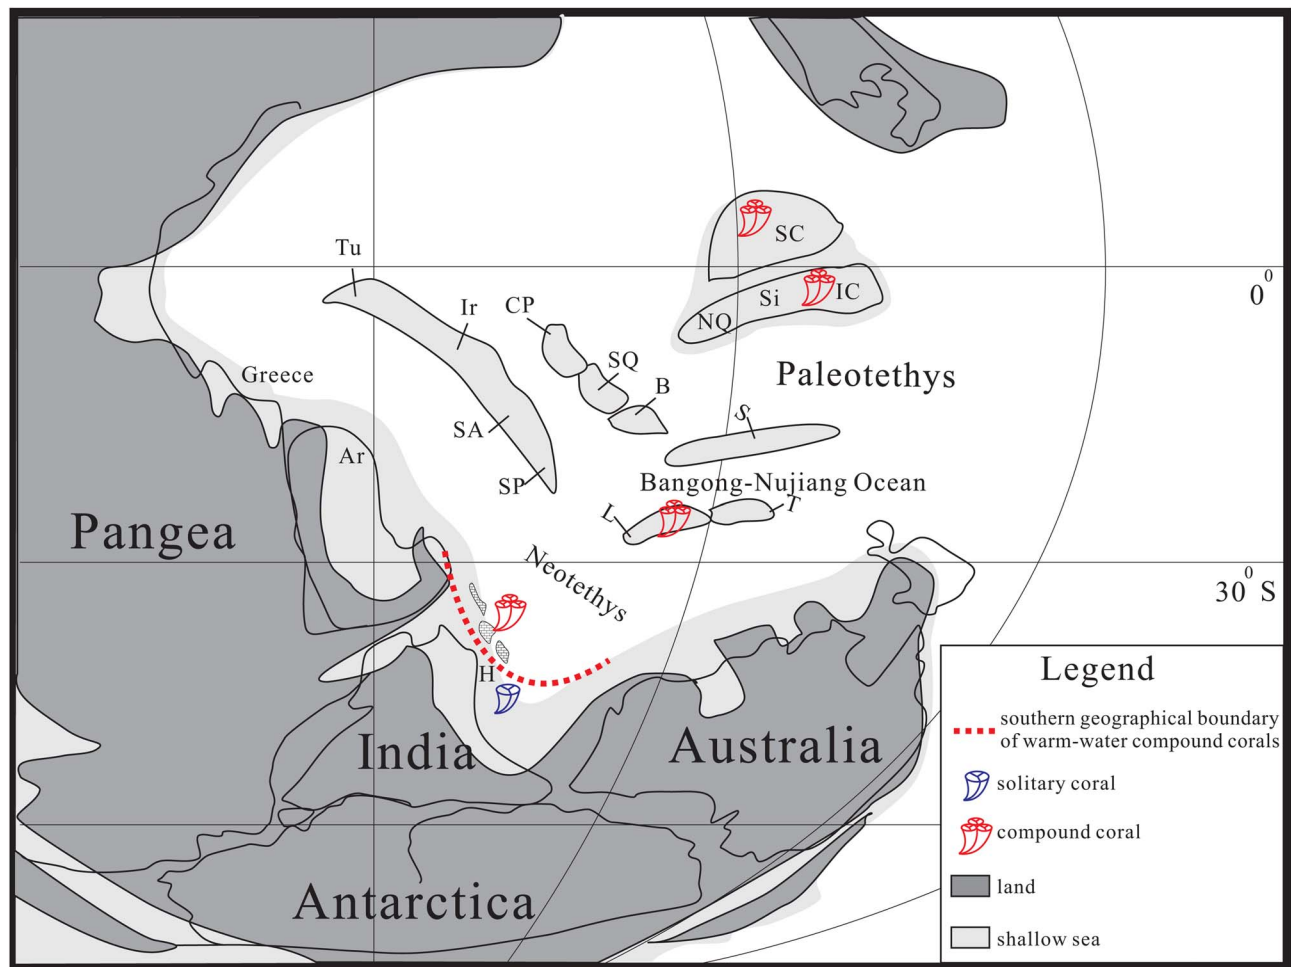 SC
Tu
0⁰
Si
IC
Ir
CP
NQ
SQ
Greece
Paleotethys
B
S
SA
Ar
SP
Bangong-Nujiang Ocean
T
L
Pangea
Neotethys
30⁰ S
H
India
Australia
Antarctica
Legend
southern geographical boundary
of warm-water compound corals
solitary coral
compound coral
land
shallow sea